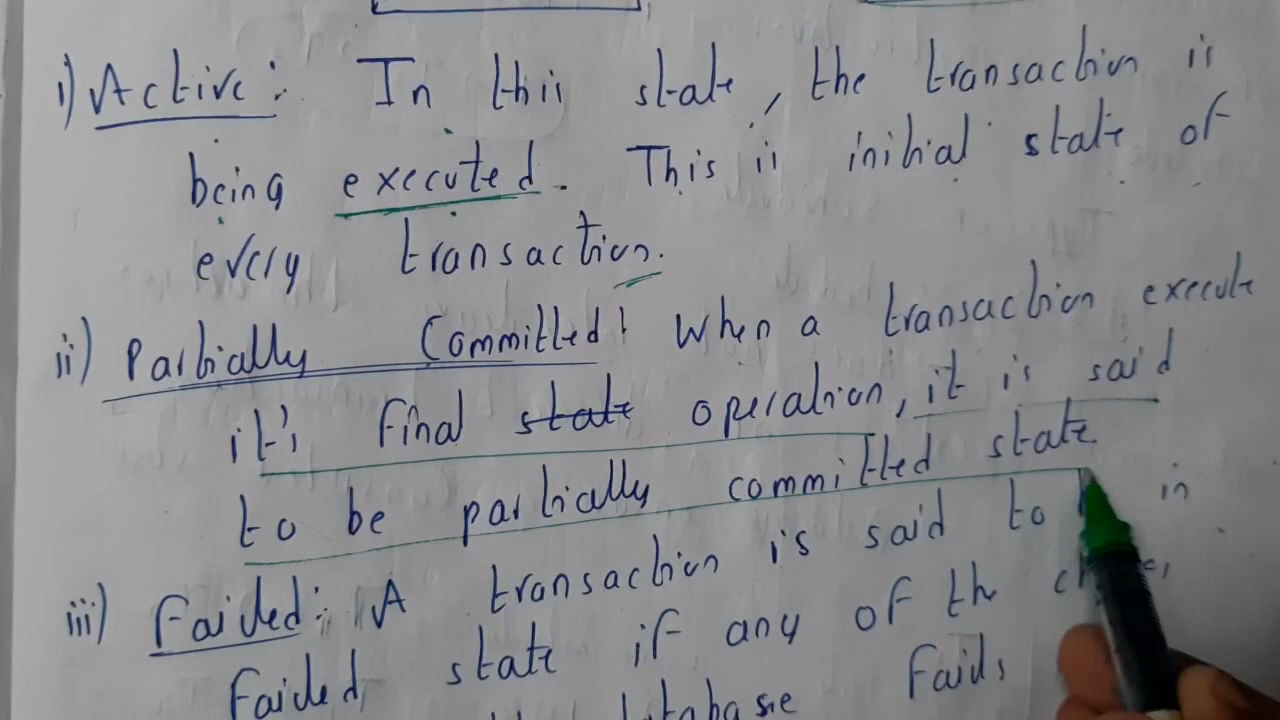 i) Active: In this state, the transaction is
being executed. This is initial state of
every transaction.
ii) Partially Committed: When a transaction execute
it's final state operation, it is said
to be partially committed state
iii) Failed: A transaction is said to in
Failed state if any of the
database Fails